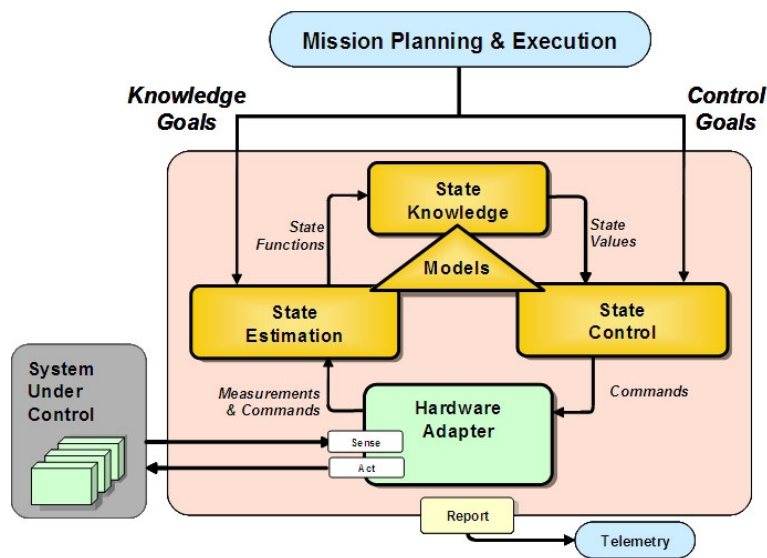 Mission Planning & Execution
Knowledge
Goals
Control
Goals
State
Knowledge
State
Functions
State
Values
Models
State
Estimation
State
Control
System
Under
Control
Measurements
& Commands
Commands
Hardware
Adapter
Sense
Act
Report
Telemetry